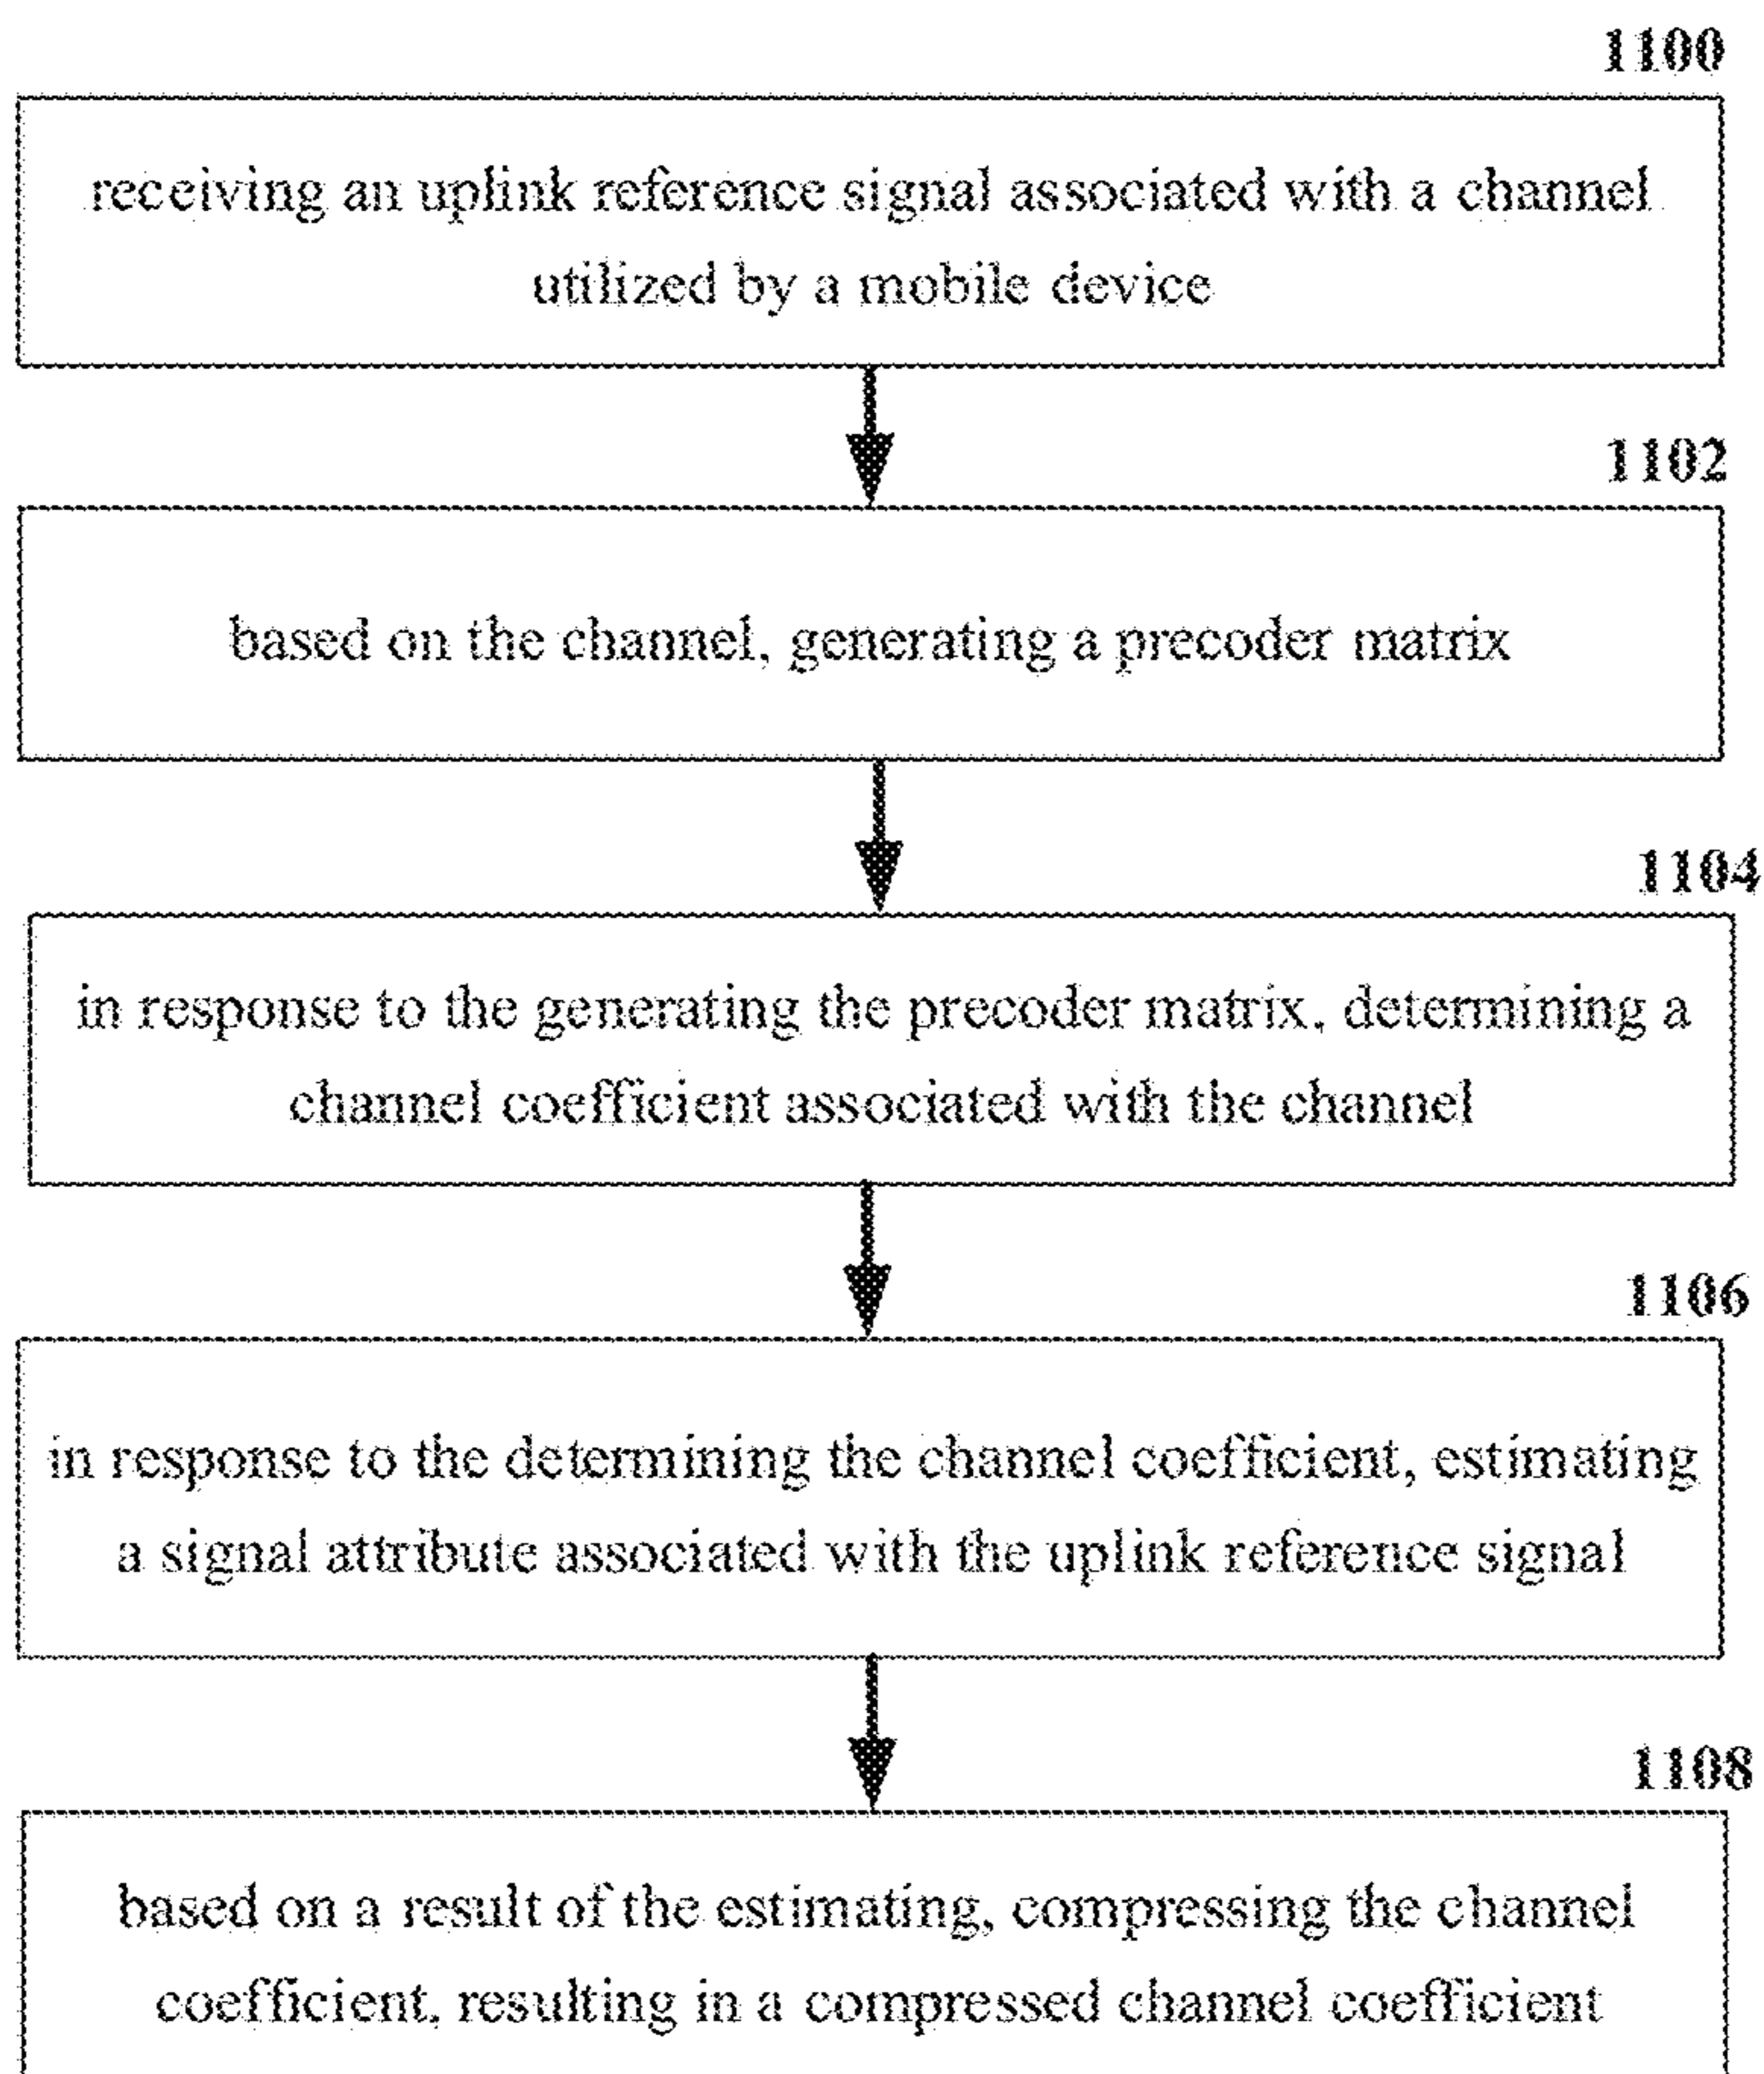 1100
receiving an uplink reference signal associated with a channel
utilized by a mobile device
1102
based on the channel, generating a precoder matrix
1104
in response to the generating the precoder matrix, determining a
channel coefficient associated with the channel
1106
in response to the determining the channel coefficient, estimating
a signal attribute associated with the uplink reference signal
1108
based on a result of the estimating, compressing the channel
coefficient, resulting in a compressed channel coefficient